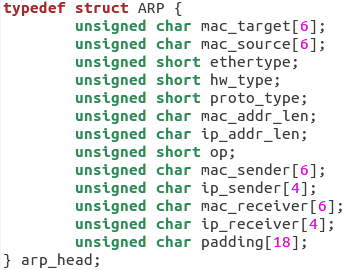 typedef struct ARP {
        unsigned char mac_target[6];
        unsigned char mac_source[6];
        unsigned short ethertype;
        unsigned short hw_type;
        unsigned short proto_type;
        unsigned char mac_addr_len;
        unsigned char ip_addr_len;
        unsigned short op;
        unsigned char mac_sender[6];
        unsigned char ip_sender[4];
        unsigned char mac_receiver[6];
        unsigned char ip_receiver[4];
        unsigned char padding[18];
} arp_head;